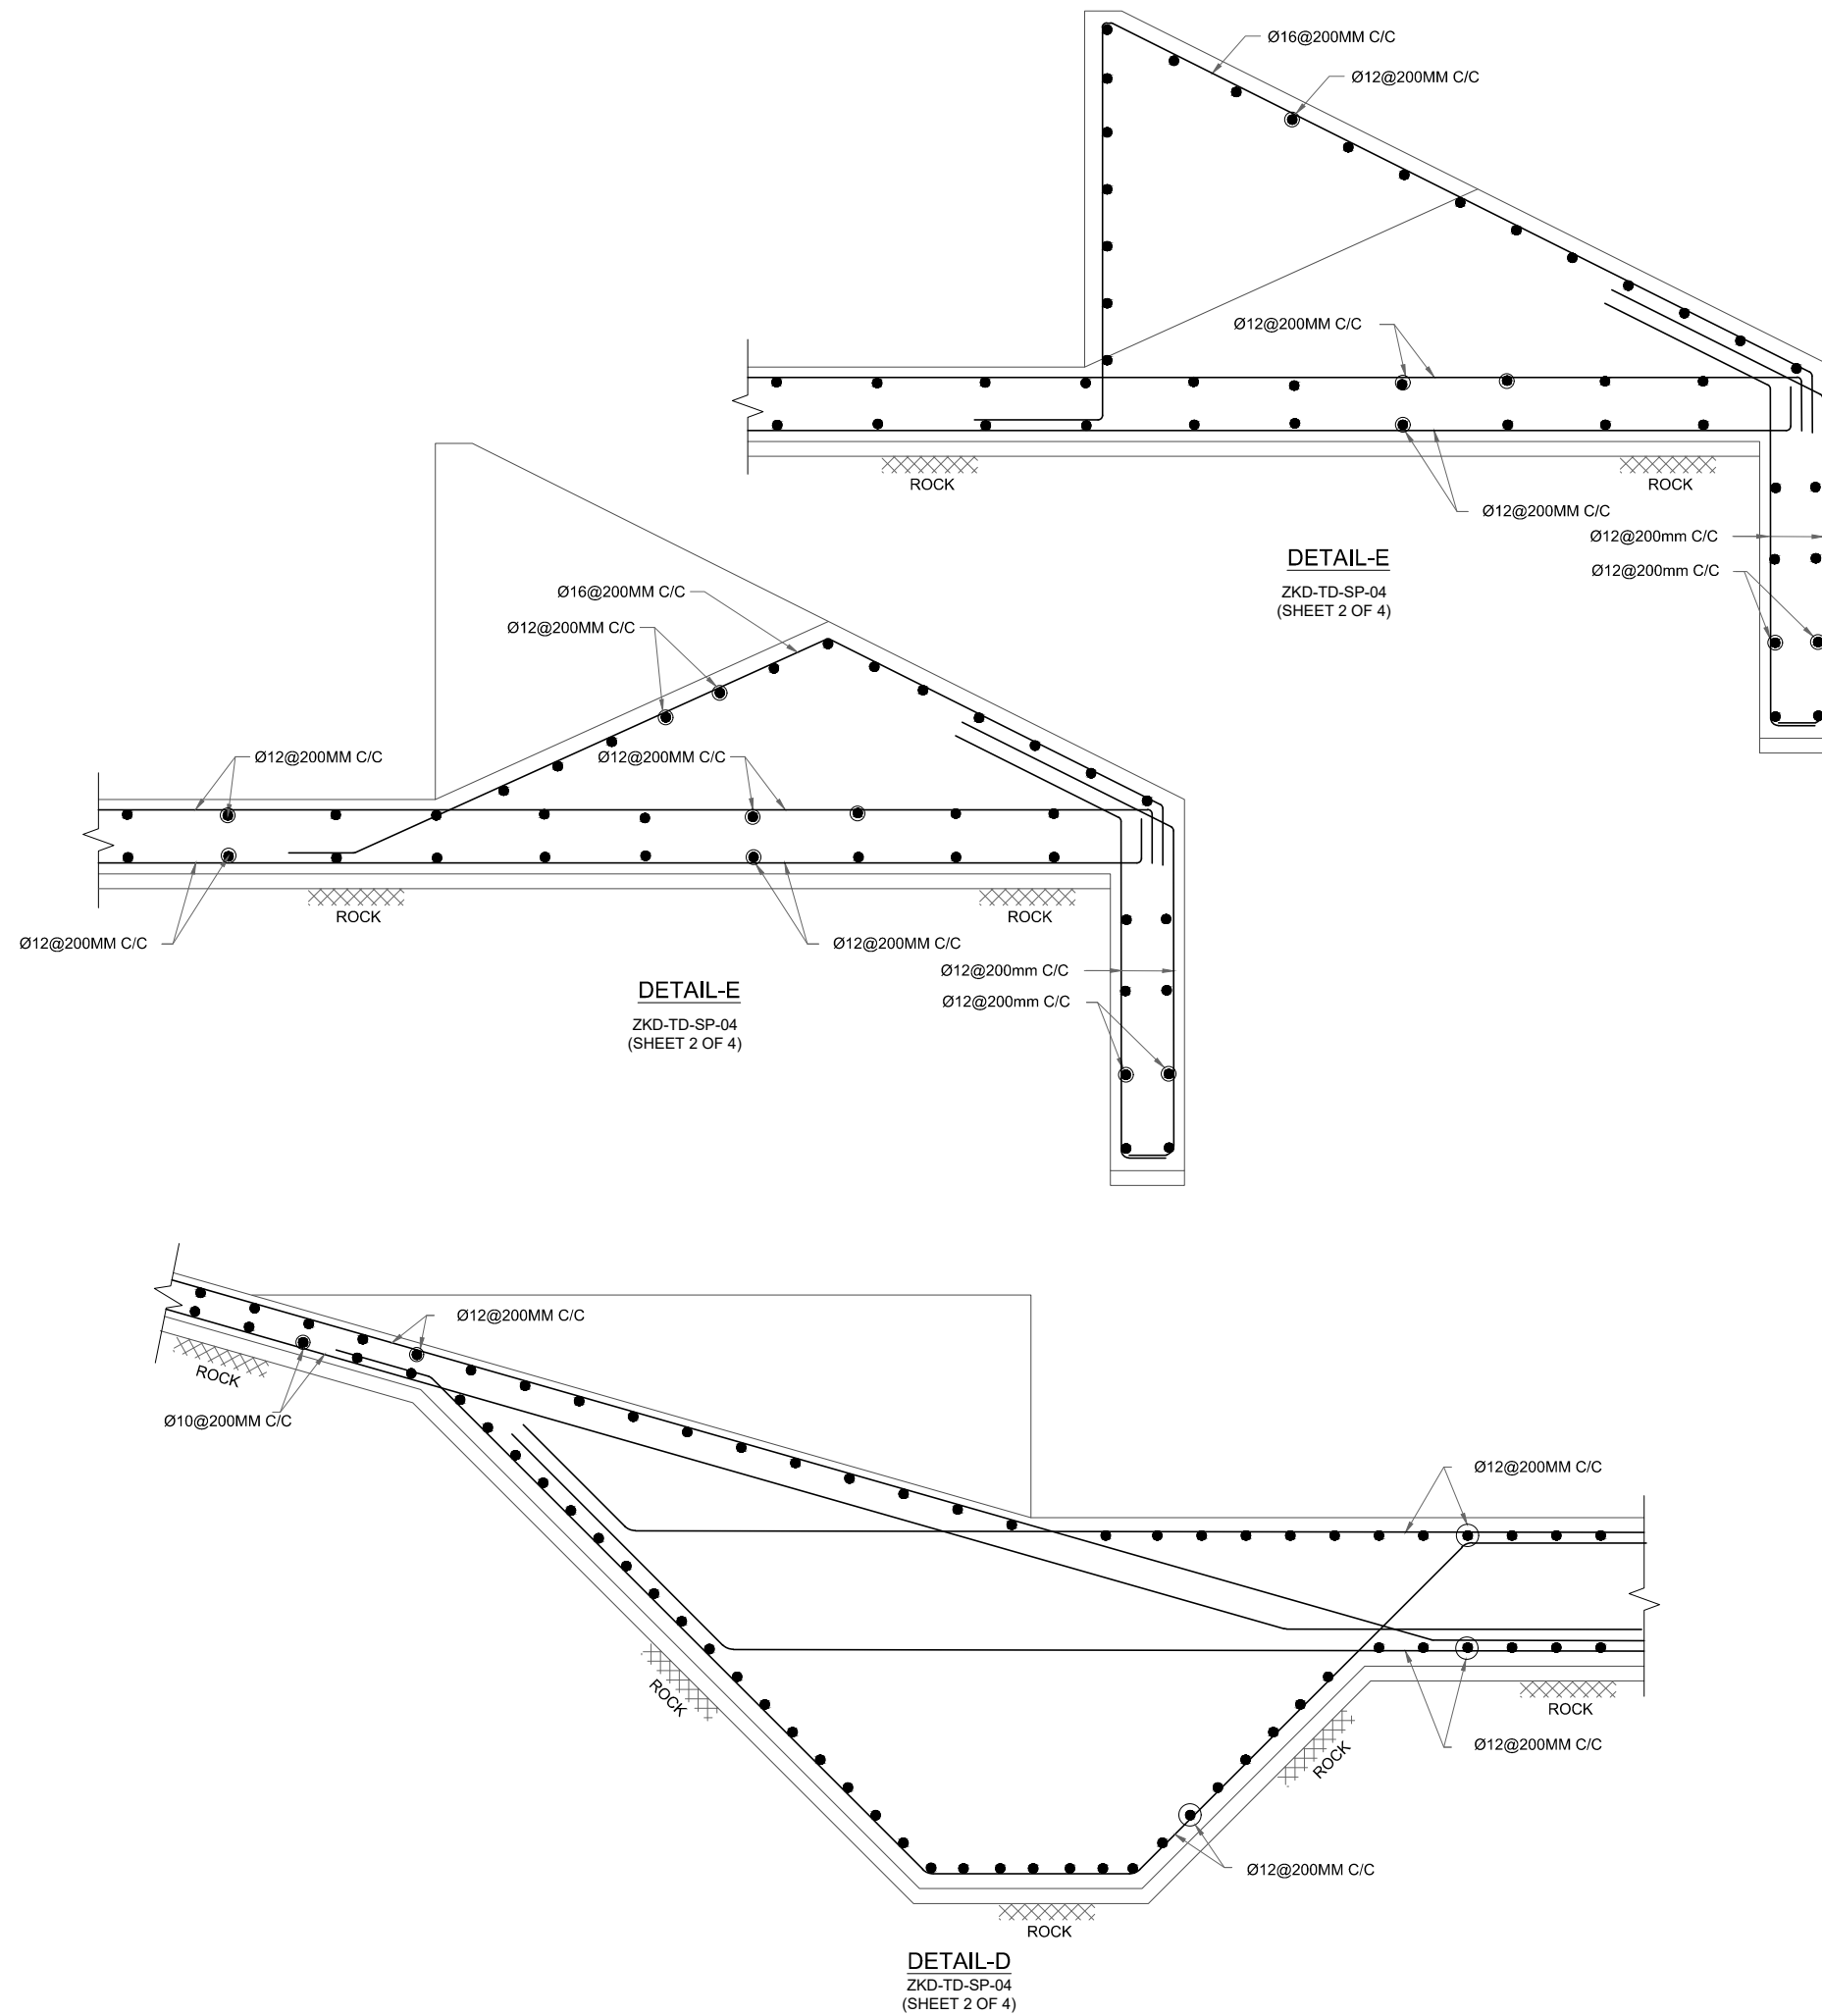 Ø16@200MM C/C
Ø12@200MM C/C
Ø12@200MM C/C
ROCK
ROCK
Ø12@200MM C/C
Ø12@200mm C/C
Ø12@200mm C/C
DETAIL-E
ZKD-TD-SP-04
(SHEET 2 OF 4)
Ø16@200MM C/C
Ø12@200MM C/C
Ø12@200MM C/C
Ø12@200MM C/C
ROCK
ROCK
Ø12@200MM C/C
Ø12@200MM C/C
Ø12@200mm C/C
Ø12@200mm C/C
DETAIL-E
ZKD-TD-SP-04
(SHEET 2 OF 4)
Ø12@200MM C/C
ROCK
Ø10@200MM C/C
Ø12@200MM C/C
ROCK
ROCK
Ø12@200MM C/C
ROCK
Ø12@200MM C/C
ROCK
DETAIL-D
ZKD-TD-SP-04
(SHEET 2 OF 4)